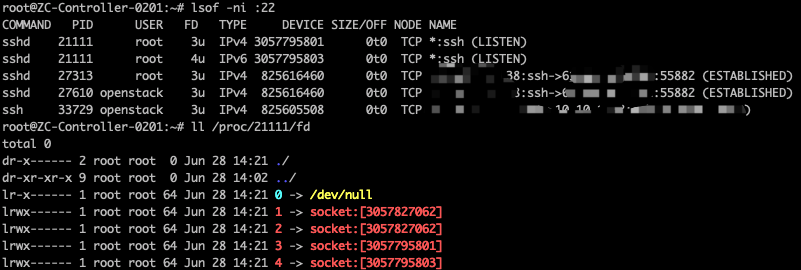 root@ZC-Controller-0201:~# lsof -ni :22
COMMAND PID USER FD TYPE DEVICE SIZE/OFF NODE NAME
sshd 21111 root 3u IPv4 3057795801 0t0 TCP *:ssh (LISTEN)
sshd 21111 root 4u IPv6 3057795803 0t0 TCP *:ssh (LISTEN)
sshd 27313 root 3u IPv4 825616460 0t0 TCP 38:ssh->6 :55882 (ESTABLISHED)
sshd 27610 openstack 3u IPv4 825616460 0t0 TCP :ssh->6 :55882 (ESTABLISHED)
ssh 33729 openstack 3u IPv4 825605508 0t0 TCP )
root@ZC-Controller-0201:~# ll /proc/21111/fd
total 0
dr-x------ 2 root root 0 Jun 28 14:21 ./
dr-xr-xr-x 9 root root 0 Jun 28 14:02 ../
lr-x------ 1 root root 64 Jun 28 14:21 0 -> /dev/null
lrwx------ 1 root root 64 Jun 28 14:21 1 -> socket:[3057827062]
lrwx------ 1 root root 64 Jun 28 14:21 2 -> socket:[3057827062]
lrwx------ 1 root root 64 Jun 28 14:21 3 -> socket:[3057795801]
lrwx------ 1 root root 64 Jun 28 14:21 4 -> socket:[3057795803]